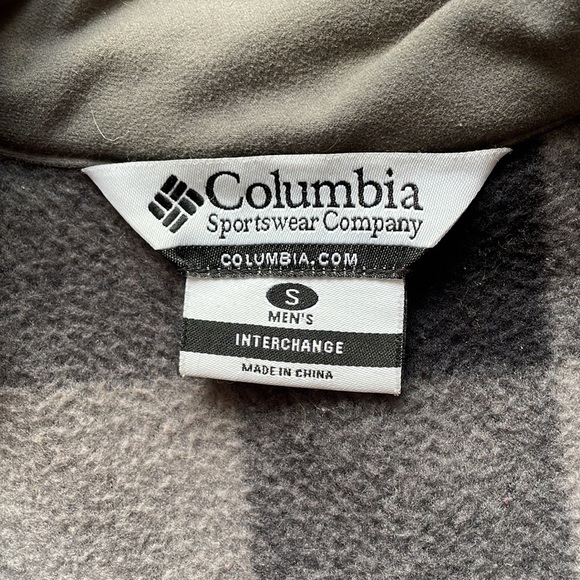 Columbia
Sportswear Company
COLUMBIA.COM
S
MEN'S
INTERCHANGE
MADE IN CHINA